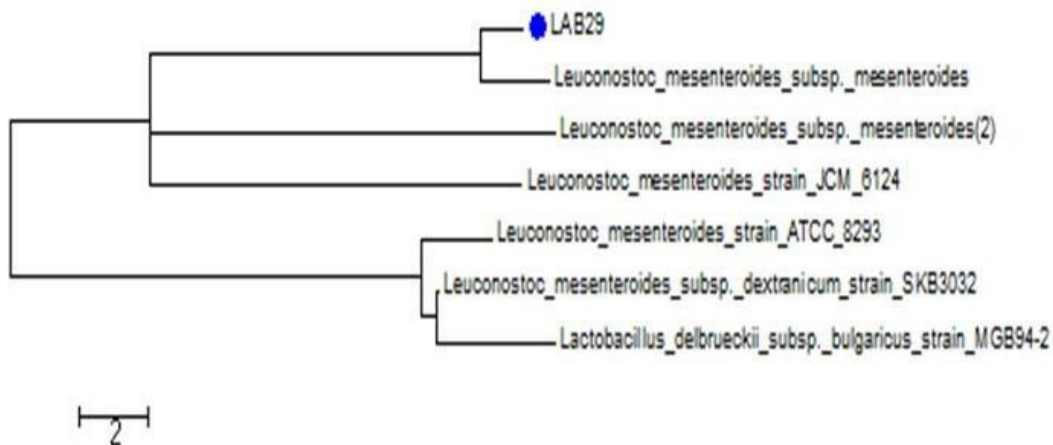 LAB29
Leuconostoc_mesenteroides_subsp._mesenteroides
Leuconostoc_mesenteroides_subsp._mesenteroides(2)
Leuconostoc_mesenteroides_strain_JCM_6124
Leuconostoc_mesenteroides_strain_ATCC_8293
Leuconostoc_mesenteroides_subsp._dextranicum_strain_SKB3032
Lactobacillus_delbrueckii_subsp._bulgaricus_strain_MGB94-2
2